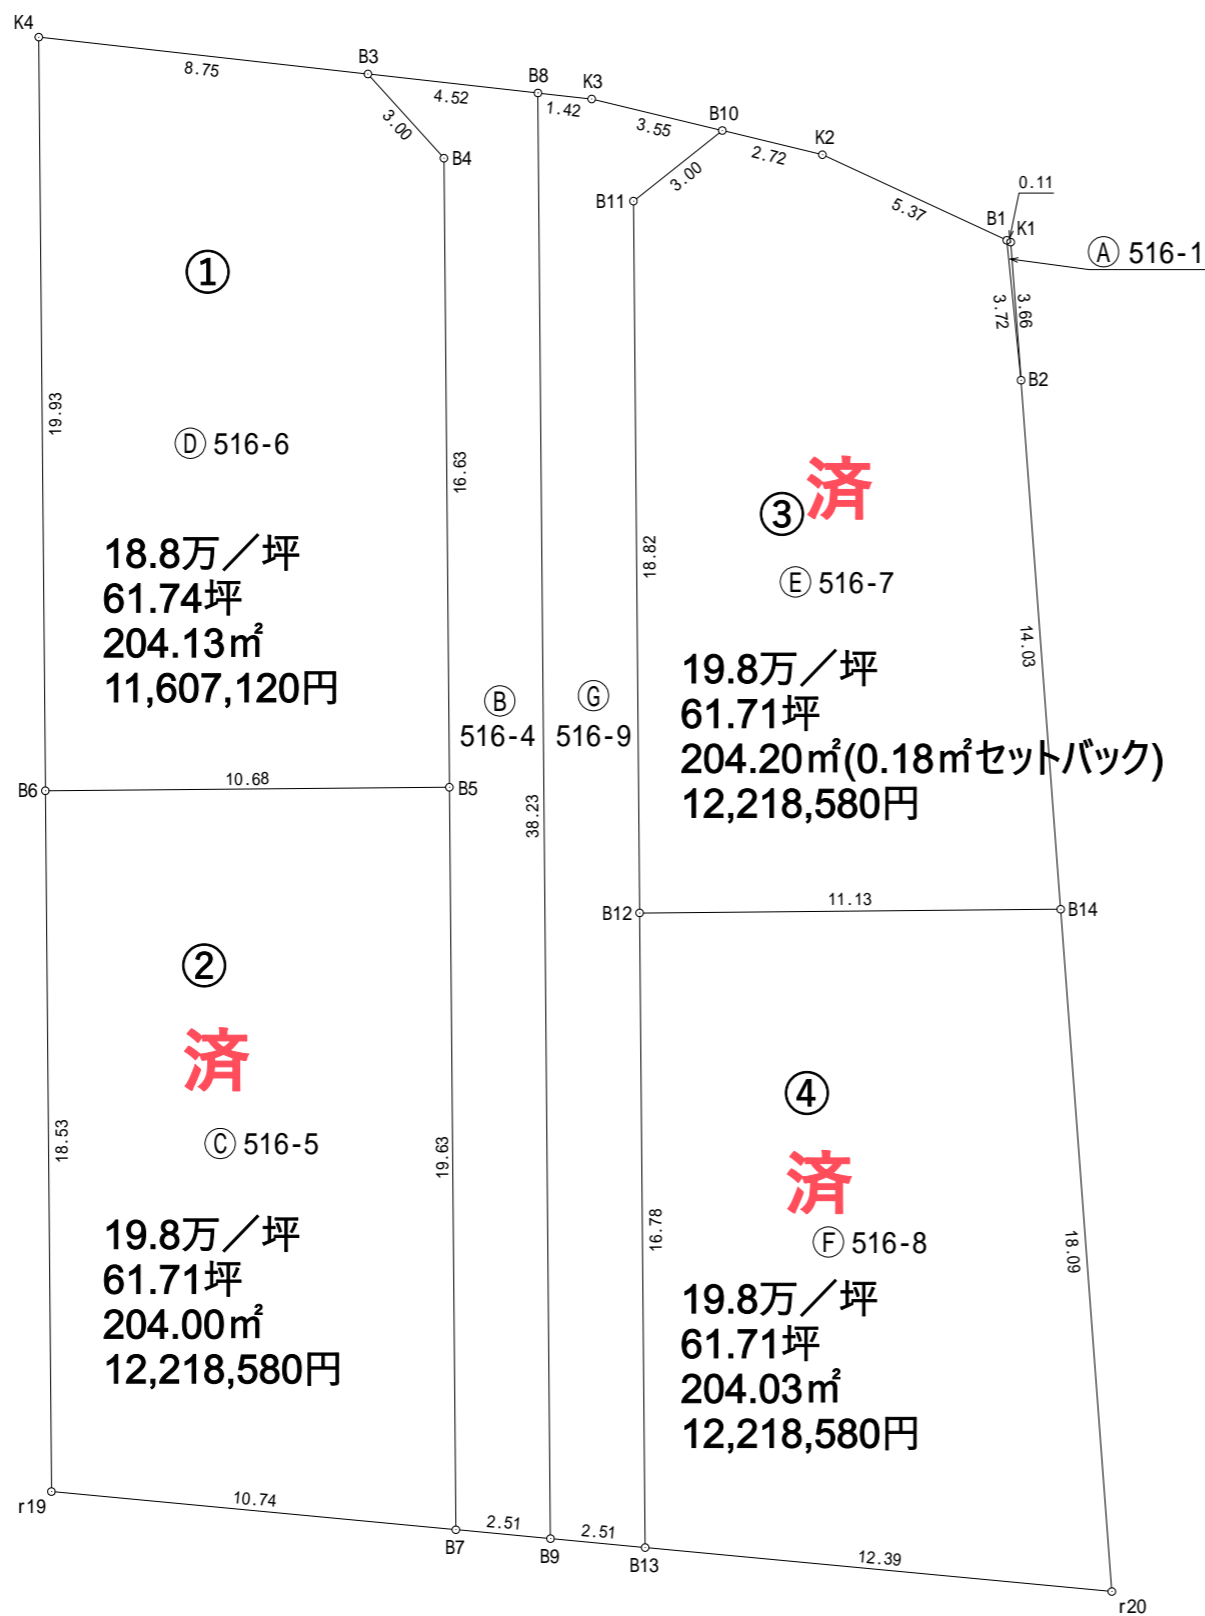 K4
B3
B8
K3
8.75
4.52
1.42
3.55
B10
2.72
K2
3.00
B4
3.00
B11
5.37
0.11
B1
K1
Ⓐ 516-1
3.72
3.66
B2
①
19.93
Ⓓ 516-6
16.63
18.8万／坪
61.74坪
204.13㎡
11,607,120円
済
③
18.82
Ⓔ 516-7
14.03
19.8万／坪
61.71坪
204.20㎡(0.18㎡セットバック)
12,218,580円
Ⓑ
516-4
Ⓖ
516-9
38.23
B6
10.68
B5
B12
11.13
B14
②
済
18.53
Ⓒ 516-5
19.63
19.8万／坪
61.71坪
204.00㎡
12,218,580円
④
済
16.78
Ⓕ 516-8
18.09
19.8万／坪
61.71坪
204.03㎡
12,218,580円
r19
10.74
B7
2.51
B9
2.51
B13
12.39
r20